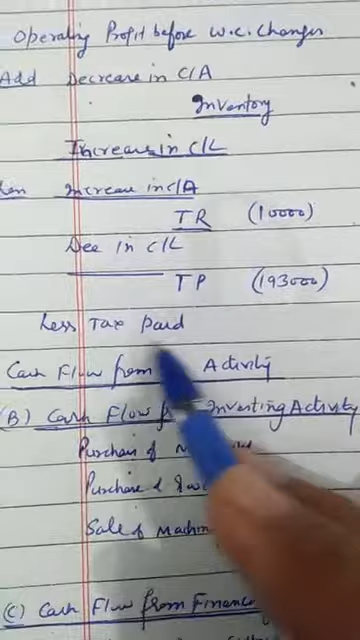 Operating Profit before W.C. Changes
Add Decrease in C/A
Inventory
Increase in C/L
Increase in C/A
TR (10000)
Dec in C/L
TP (193000)
Less Tax Paid
Cash Flow from Activity
(B) Cash Flow Investing Activity
Purchase of
Purchase of
Sale of Machin
(C) Cash Flow from Financ